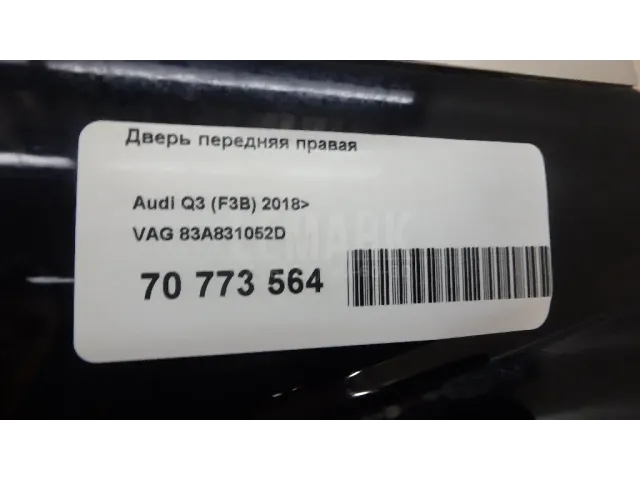 Дверь передняя правая
Audi Q3 (F3B) 2018>
VAG 83A831052D
70 773 564